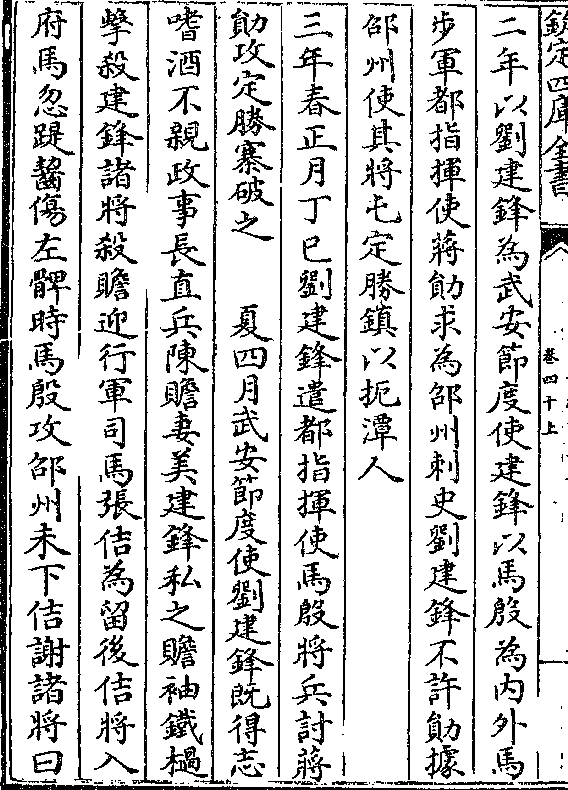 欽定四庫全書
卷四十上
二年以劉建鋒為武安節度使建鋒以馬殷為內外馬
步軍都指揮使蔣勛求為邵州刺史劉建鋒不許勛據
邵州使其將屯定勝鎮以扼潭人
三年春正月丁巳劉建鋒遣都指揮使馬殷將兵討蔣
勛攻定勝寨破之　　夏四月武安節度使劉建鋒既得志
嗜酒不親政事長直兵陳贍妻美建鋒私之贍袖鐵檛
擊殺建鋒諸將殺贍迎行軍司馬張佶為留後佶將入
府馬忽踶齧傷左髀時馬殷攻邵州未下佶謝諸將曰